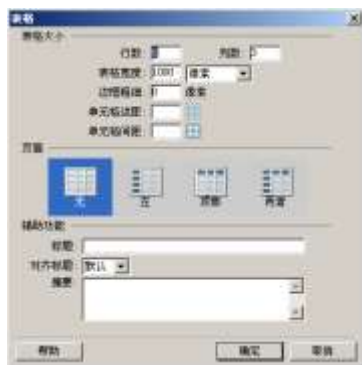 表格
表格大小
行数: 列数:
表格宽度: 1000 像素
边框粗细: 0 像素
单元格边距:
单元格间距:
页眉
无 左 顶部 两者
辅助功能
标题:
对齐标题: 默认
摘要:
帮助 确定 取消